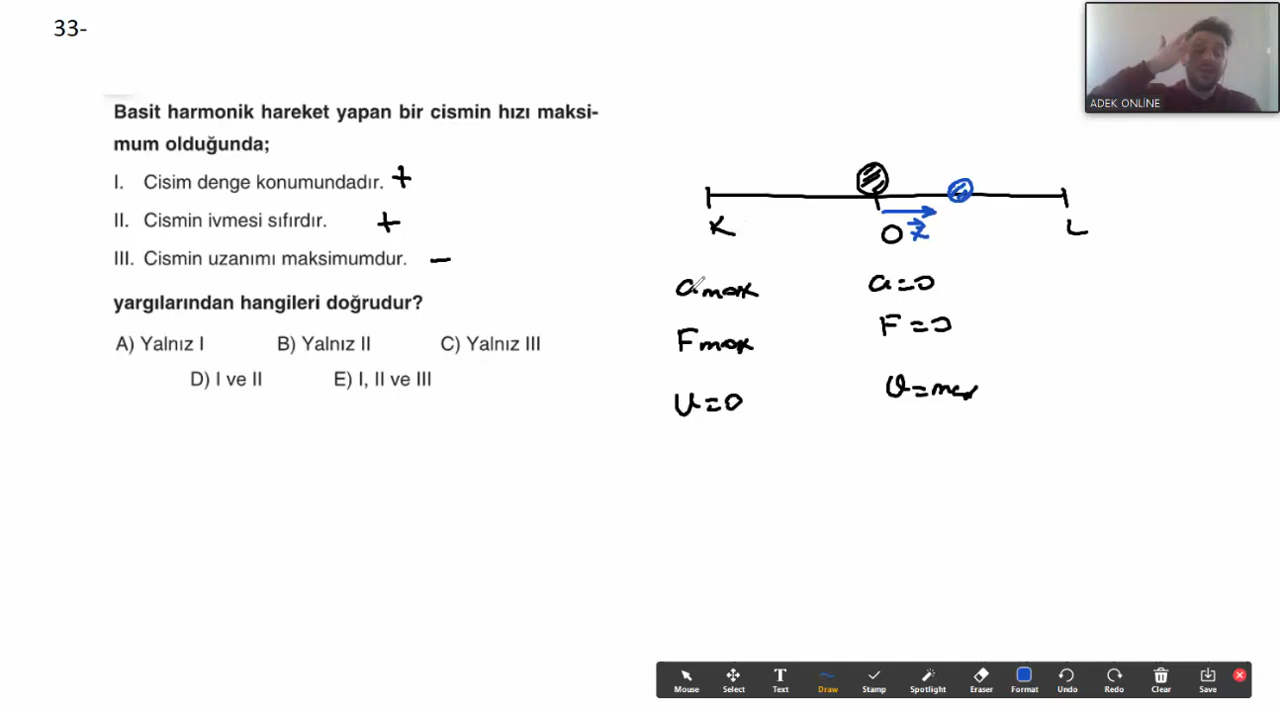 33-
ADEK ONLİNE
Basit harmonik hareket yapan bir cismin hızı maksi-
mum olduğunda;
I. Cisim denge konumundadır. +
II. Cismin ivmesi sıfırdır. +
III. Cismin uzanımı maksimumdur. -
yargılarından hangileri doğrudur?
A) Yalnız I B) Yalnız II C) Yalnız III
D) I ve II E) I, II ve III
K O x L
amax a=0
Fmax F=0
v=0 v=max
Mouse Select Text Draw Stamp Spotlight Eraser Format Undo Redo Clear Save